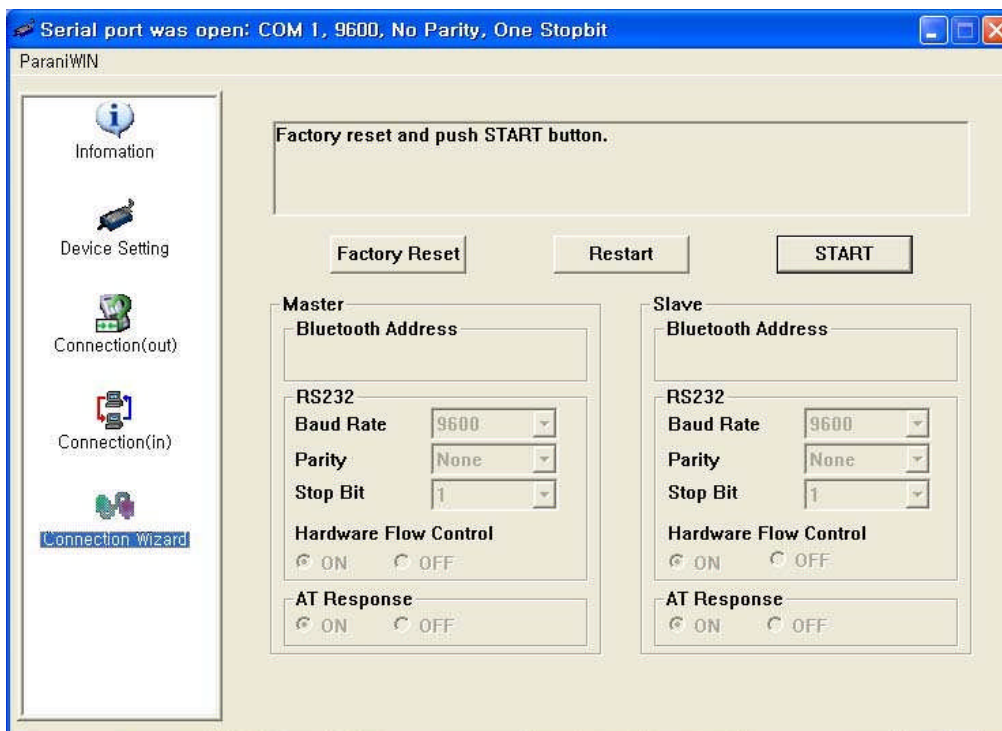 Serial port was open: COM 1, 9600, No Parity, One Stopbit
ParaniWIN
Infomation
Device Setting
Connection(out)
Connection(in)
Connection Wizard
Factory reset and push START button.
Factory Reset
Restart
START
Master
Bluetooth Address
RS232
Baud Rate 9600
Parity None
Stop Bit 1
Hardware Flow Control
ON OFF
AT Response
ON OFF
Slave
Bluetooth Address
RS232
Baud Rate 9600
Parity None
Stop Bit 1
Hardware Flow Control
ON OFF
AT Response
ON OFF